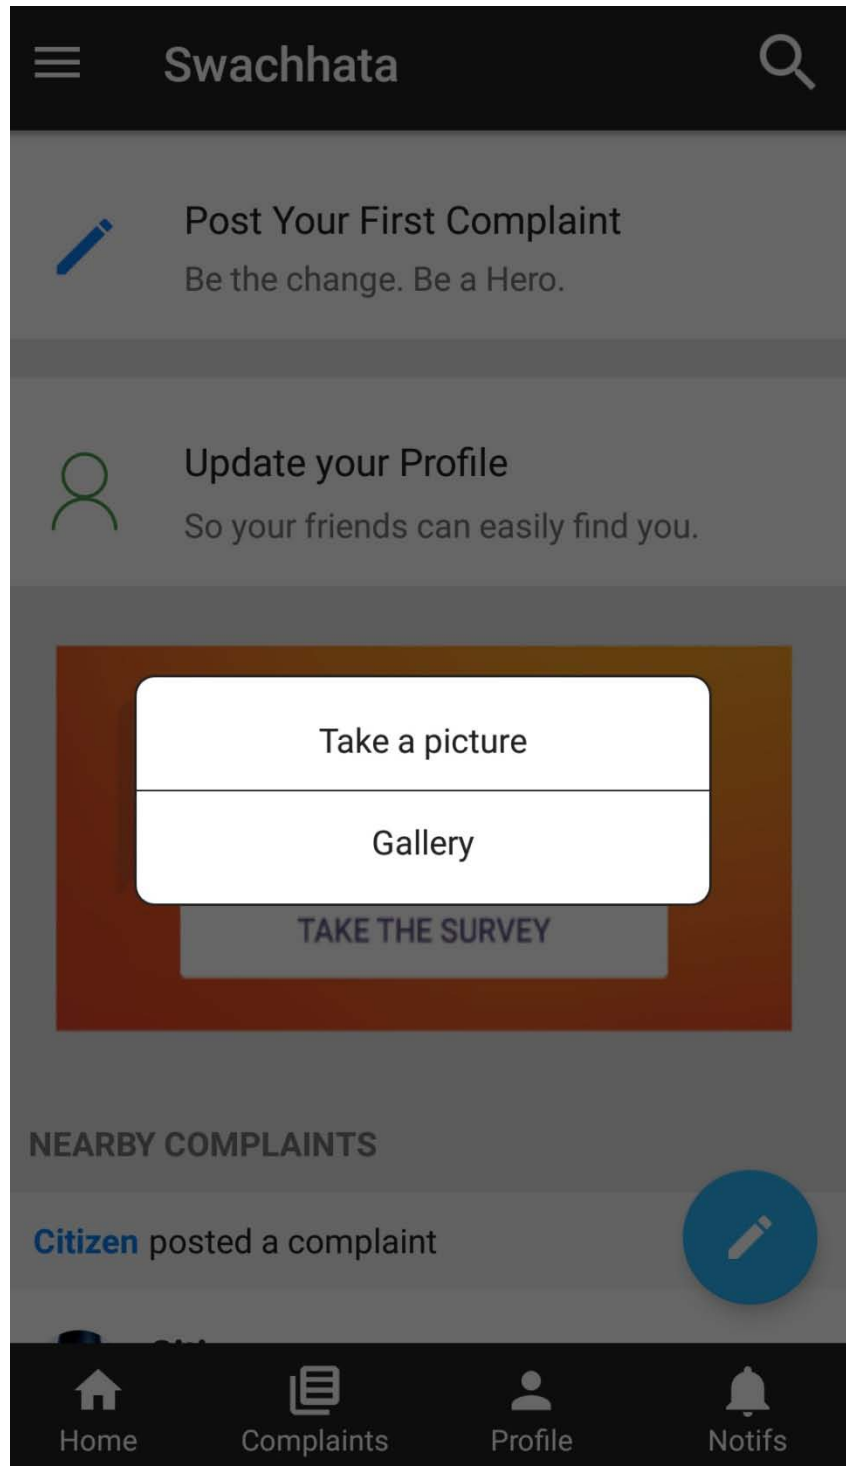 Swachhata
Post Your First Complaint
Be the change. Be a Hero.
Update your Profile
So your friends can easily find you.
Take a picture
Gallery
TAKE THE SURVEY
NEARBY COMPLAINTS
Citizen posted a complaint
Home
Complaints
Profile
Notifs